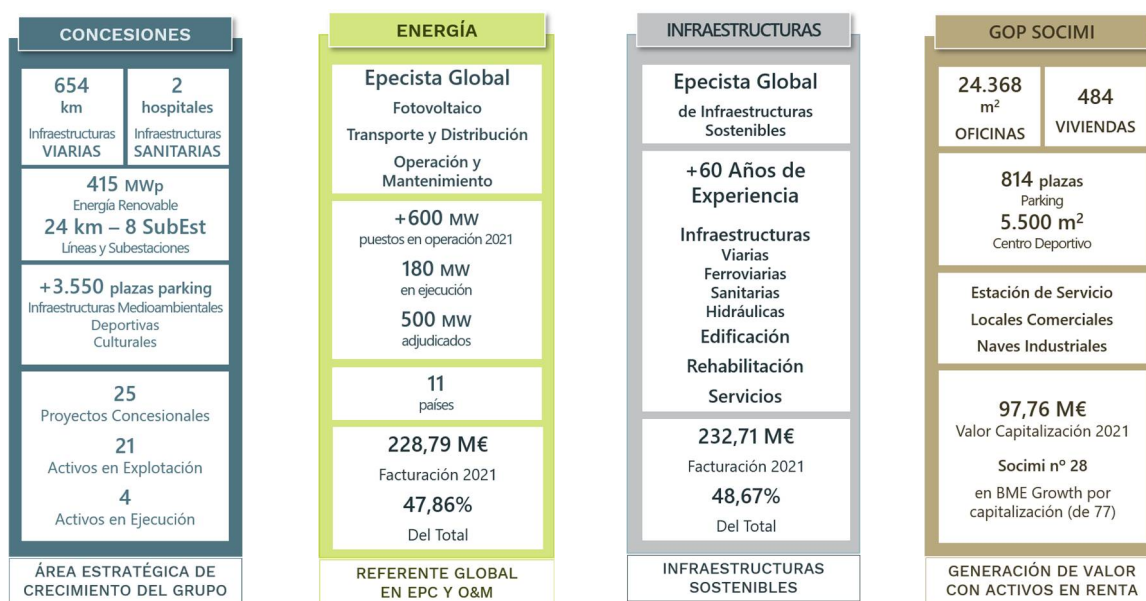 CONCESIONES
654
km
Infraestructuras
VIARIAS
2
hospitales
Infraestructuras
SANITARIAS
415 MWp
Energía Renovable
24 km – 8 SubEst
Líneas y Subestaciones
+3.550 plazas parking
Infraestructuras Medioambientales
Deportivas
Culturales
25
Proyectos Concesionales
21
Activos en Explotación
4
Activos en Ejecución
ÁREA ESTRATÉGICA DE
CRECIMIENTO DEL GRUPO
ENERGÍA
Epecista Global
Fotovoltaico
Transporte y Distribución
Operación y
Mantenimiento
+600 MW
puestos en operación 2021
180 MW
en ejecución
500 MW
adjudicados
11
países
228,79 M€
Facturación 2021
47,86%
Del Total
REFERENTE GLOBAL
EN EPC Y O&M
INFRAESTRUCTURAS
Epecista Global
de Infraestructuras
Sostenibles
+60 Años de
Experiencia
Infraestructuras
Viarias
Ferroviarias
Sanitarias
Hidráulicas
Edificación
Rehabilitación
Servicios
232,71 M€
Facturación 2021
48,67%
Del Total
INFRAESTRUCTURAS
SOSTENIBLES
GOP SOCIMI
24.368
m²
OFICINAS
484
VIVIENDAS
814 plazas
Parking
5.500 m²
Centro Deportivo
Estación de Servicio
Locales Comerciales
Naves Industriales
97,76 M€
Valor Capitalización 2021
Socimi nº 28
en BME Growth por
capitalización (de 77)
GENERACIÓN DE VALOR
CON ACTIVOS EN RENTA